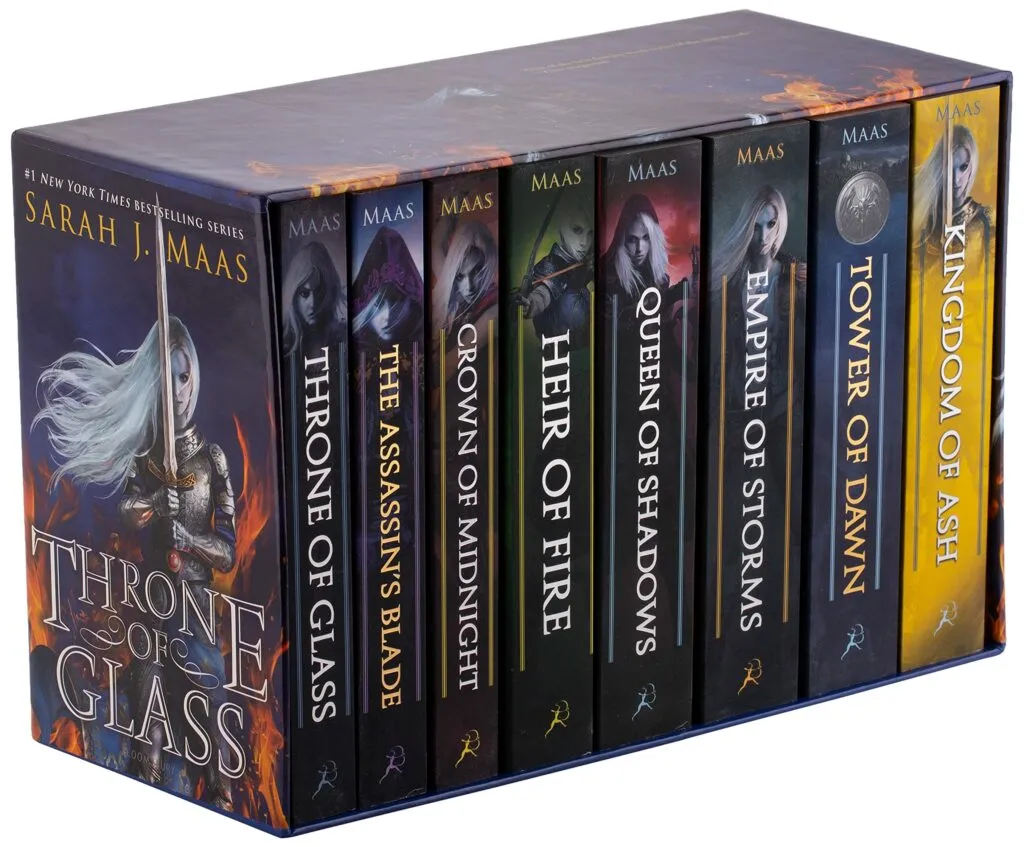 #1 NEW YORK TIMES BESTSELLING SERIES
SARAH J. MAAS
THRONE
OF
GLASS
MAAS
THRONE OF GLASS
MAAS
THE ASSASSIN'S BLADE
MAAS
CROWN OF MIDNIGHT
MAAS
HEIR OF FIRE
MAAS
QUEEN OF SHADOWS
MAAS
EMPIRE OF STORMS
MAAS
TOWER OF DAWN
MAAS
KINGDOM OF ASH